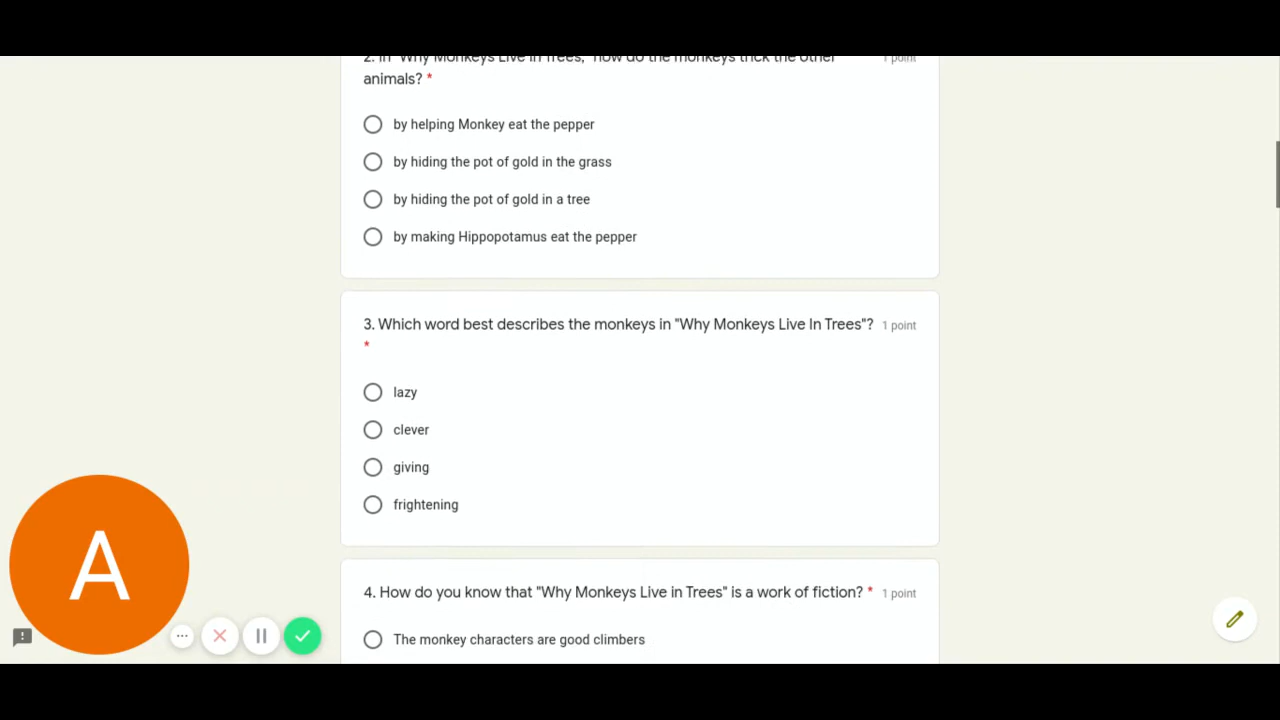 2. In "Why Monkeys Live in Trees," how do the monkeys trick the other
1 point
animals? *
by helping Monkey eat the pepper
by hiding the pot of gold in the grass
by hiding the pot of gold in a tree
by making Hippopotamus eat the pepper
3. Which word best describes the monkeys in "Why Monkeys Live In Trees"?
1 point
*
lazy
clever
giving
frightening
4. How do you know that "Why Monkeys Live in Trees" is a work of fiction? *
1 point
The monkey characters are good climbers
A